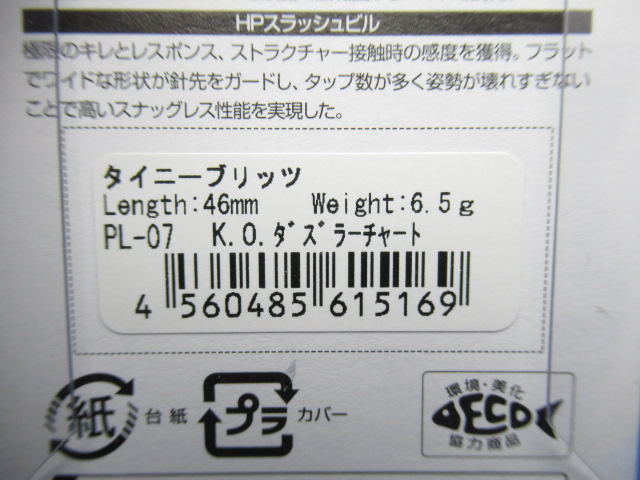 HPスラッシュビル
極限のキレとレスポンス、ストラクチャー接触時の感度を獲得。フラット
でワイドな形状が針先をガードし、タップ数が多く姿勢が壊れすぎない
ことで高いスナッグレス性能を実現した。
タイニーブリッツ
Length:46mm Weight:6.5g
PL-07 K.O.ﾀﾞｽﾞﾗｰﾁｬｰﾄ
4 560485 615169
紙 台紙 プラ カバー
環境・美化
ECO
協力商品